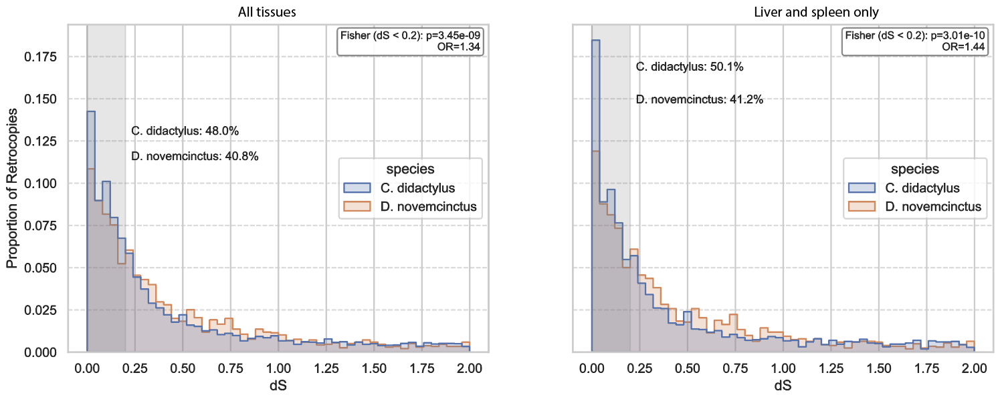 All tissues
Fisher (dS < 0.2): p=3.45e-09
OR=1.34
C. didactylus: 48.0%
D. novemcinctus: 40.8%
species
C. didactylus
D. novemcinctus
Proportion of Retrocopies
0.175
0.150
0.125
0.100
0.075
0.050
0.025
0.000
0.00 0.25 0.50 0.75 1.00 1.25 1.50 1.75 2.00
dS
Liver and spleen only
Fisher (dS < 0.2): p=3.01e-10
OR=1.44
C. didactylus: 50.1%
D. novemcinctus: 41.2%
species
C. didactylus
D. novemcinctus
0.00 0.25 0.50 0.75 1.00 1.25 1.50 1.75 2.00
dS